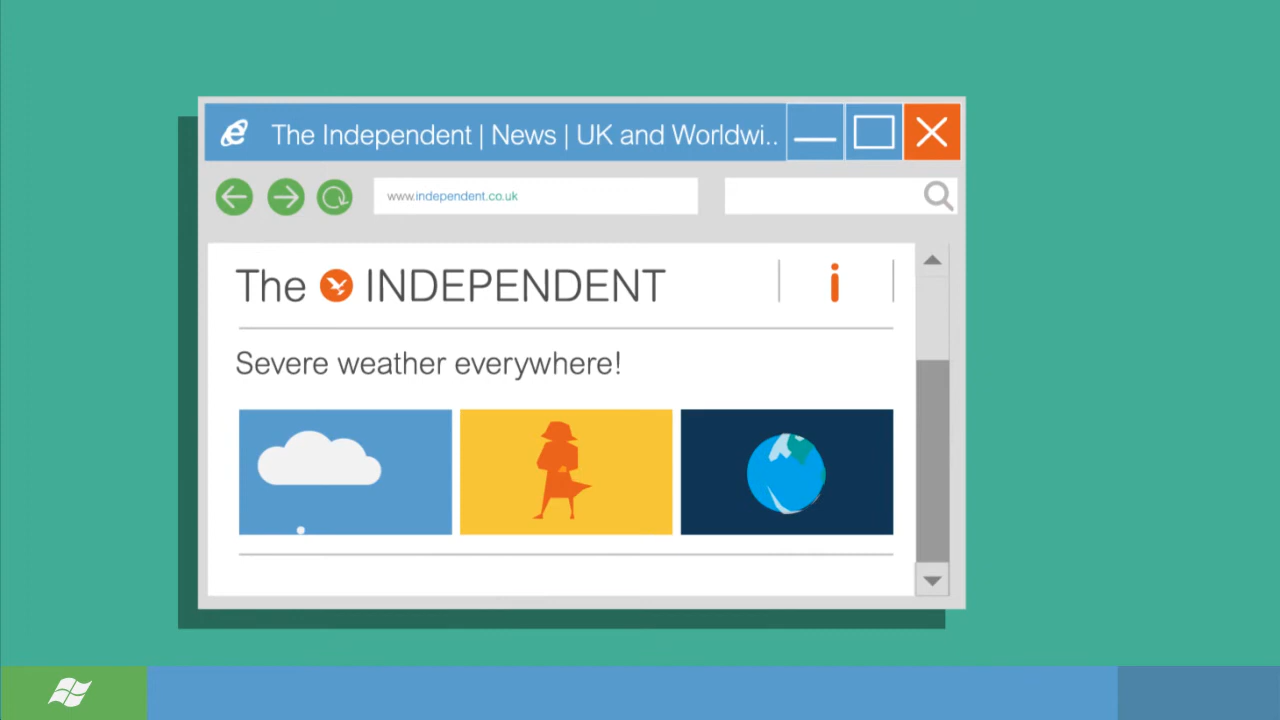 The Independent | News | UK and Worldwi..
www.independent.co.uk
The INDEPENDENT
i
Severe weather everywhere!